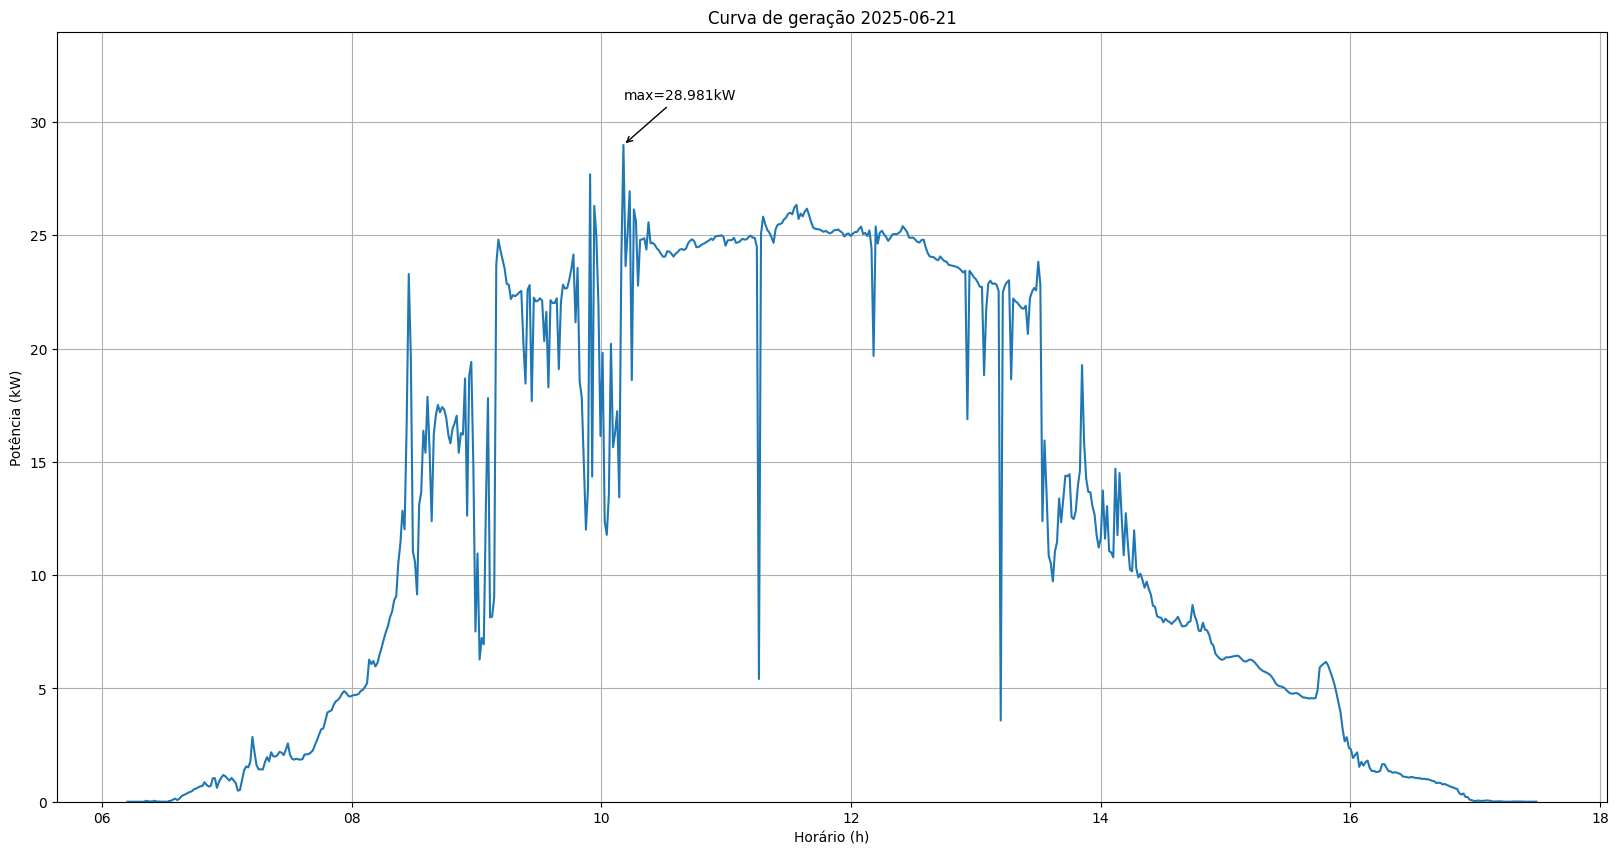 Curva de geração 2025-06-21
max=28.981kW
Potência (kW)
30
25
20
15
10
5
0
06 08 10 12 14 16 18
Horário (h)